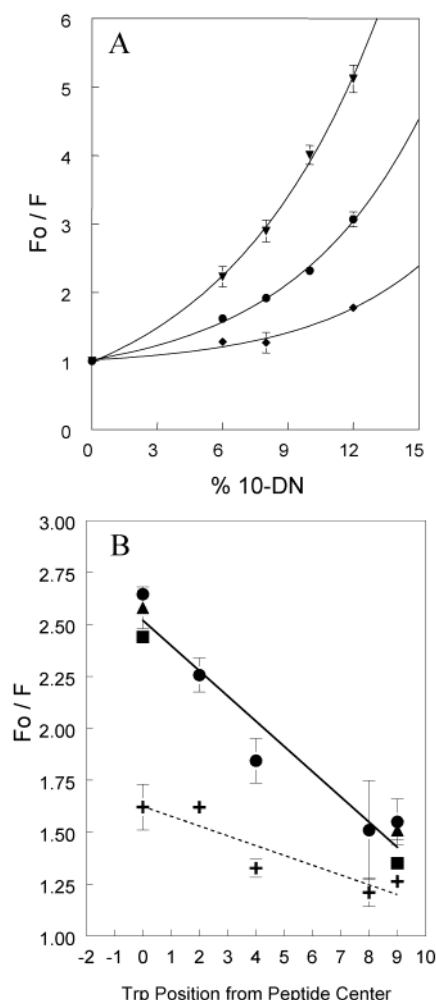 A
6
5
4
3
2
1
0
Fo / F
0 3 6 9 12 15
% 10-DN
B
3.00
2.75
2.50
2.25
2.00
1.75
1.50
1.25
1.00
Fo / F
-2 -1 0 1 2 3 4 5 6 7 8 9 10
Trp Position from Peptide Center